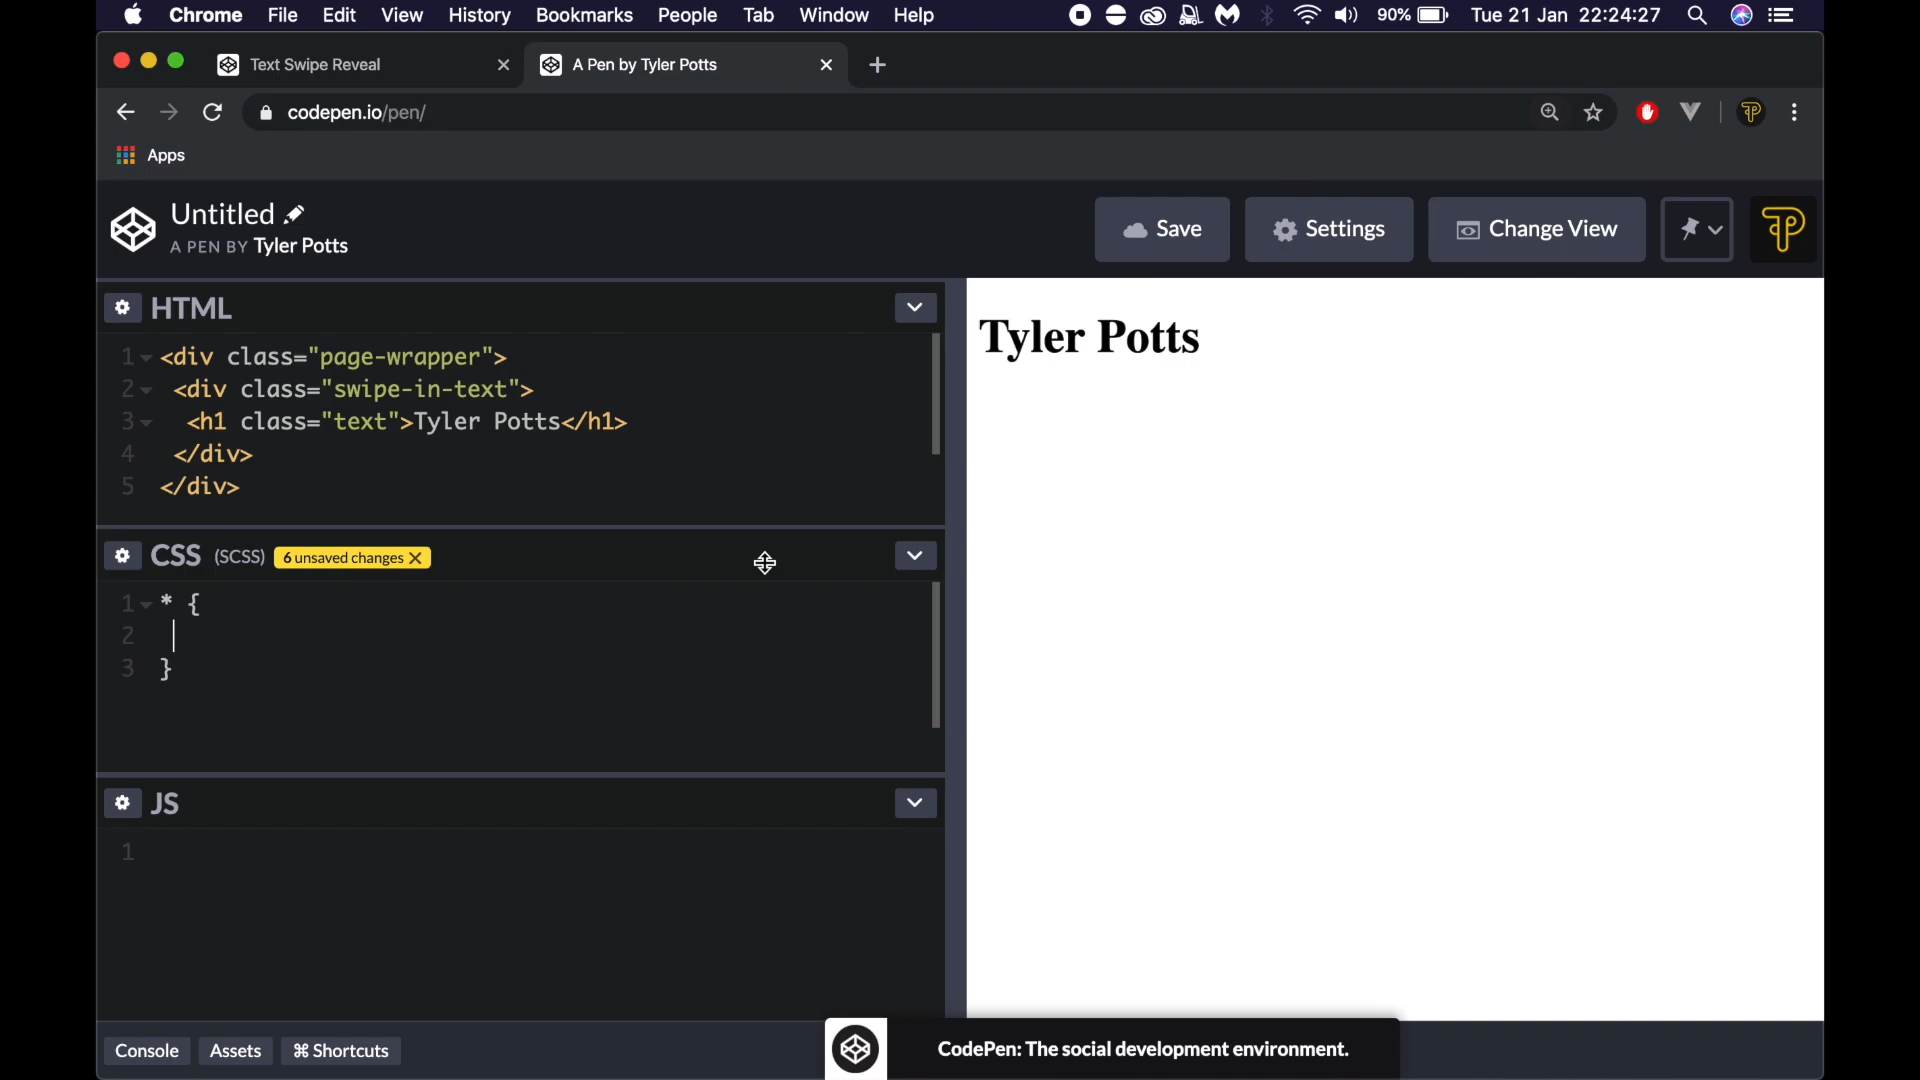 Chrome File Edit View History Bookmarks People Tab Window Help 90% Tue 21 Jan 22:24:27
Text Swipe Reveal
A Pen by Tyler Potts
codepen.io/pen/
Apps
Untitled
A PEN BY Tyler Potts
Save
Settings
Change View
HTML
1 <div class="page-wrapper">
2 <div class="swipe-in-text">
3 <h1 class="text">Tyler Potts</h1>
4 </div>
5 </div>
CSS (SCSS) 6 unsaved changes
1 * {
2
3 }
JS
1
Tyler Potts
Console Assets ⌘ Shortcuts
CodePen: The social development environment.